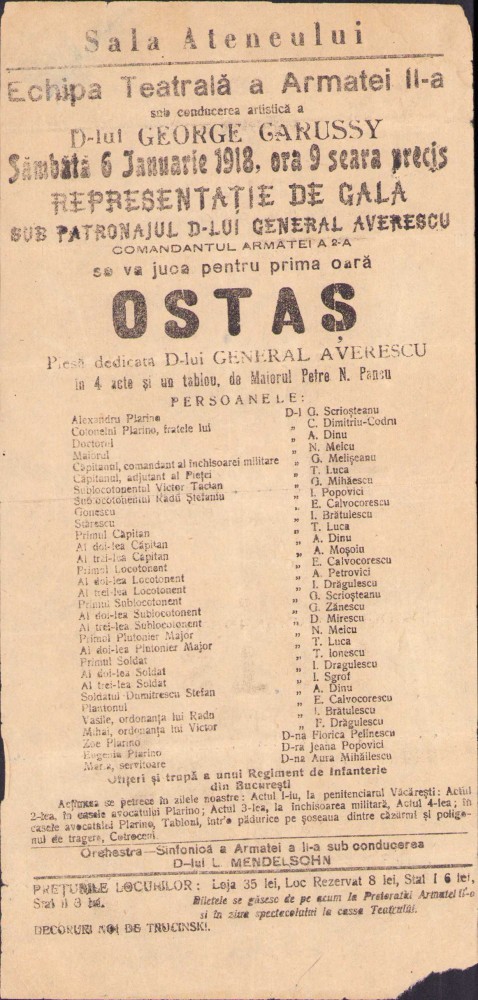 Sala Ateneului
Echipa Teatrală a Armatei II-a
sub conducerea artistică a
D-lui GEORGE CARUSSY
Sâmbătă 6 Ianuarie 1918, ora 9 seara precis
REPRESENTAȚIE DE GALA
SUB PATRONAJUL D-LUI GENERAL AVERESCU
COMANDANTUL ARMATEI A 2-A
se va juca pentru prima oară
OSTAȘ
Piesă dedicată D-lui GENERAL AVERESCU
în 4 acte și un tablou, de Maiorul Petre N. Pancu
PERSOANELE:
Alexandru Plarino D-l G. Scrioșteanu
Colonelul Plarino, fratele lui „ C. Dimitriu-Codru
Doctorul „ A. Dinu
Maiorul „ N. Meicu
Căpitanul, comandant al închisoarei militare „ G. Melișeanu
Căpitanul, adjutant al Pieței „ T. Luca
Sublocotenentul Victor Tacian „ G. Mihăescu
Sublocotenentul Radu Ștefaniu „ I. Popovici
Gonescu „ E. Calvocorescu
Stărescu „ I. Brătulescu
Primul Căpitan „ T. Luca
Al doi-lea Căpitan „ A. Dinu
Al trei-lea Căpitan „ A. Moșoiu
Primul Locotenent „ E. Calvocorescu
Al doi-lea Locotenent „ A. Petrovici
Al trei-lea Locotenent „ I. Drăgulescu
Primul Sublocotenent „ G. Scrioșteanu
Al doi-lea Sublocotenent „ G. Zănescu
Al trei-lea Sublocotenent „ D. Mirescu
Primul Plutonier Major „ N. Meicu
Al doi-lea Plutonier Major „ T. Luca
Primul Soldat „ T. Ionescu
Al doi-lea Soldat „ I. Dragulescu
Al trei-lea Soldat „ I. Sgrof
Soldatul Dumitrescu Stefan „ A. Dinu
Plantonul „ E. Calvocorescu
Vasile, ordonanța lui Radu „ I. Brătulescu
Mihai, ordonanța lui Victor „ F. Drăgulescu
Zoe Plarino D-na Florica Pelinescu
Eugenia Plarino D-ra Jeana Popovici
Maria, servitoare D-na Aura Mihăilescu
Ofițeri și trupă a unui Regiment de Infanterie
din București
Acțiunea se petrece în zilele noastre: Actul I-lu, la penitenciarul Văcărești: Actul
2-lea, în casele avocatului Plarino; Actul 3-lea, la închisoarea militară, Actul 4-lea; în
casele avocatului Plarino, Tabloul, într'o pădurice pe șoseaua dintre căzărmi și poligo-
nul de tragere, Cotroceni.
Orchestra Sinfonică a Armatei a II-a sub conducerea
D-lui L. MENDELSOHN
PREȚURILE LOCURILOR: Loja 35 lei, Loc Rezervat 8 lei, Stal I 6 lei,
Stal II 3 lei.
Biletele se găsesc de pe acum la Pretoratul Armatei II-a
și în ziua spectacolului la cassa Teatrului.
DECORURI NOI DE TRUCINSKI.